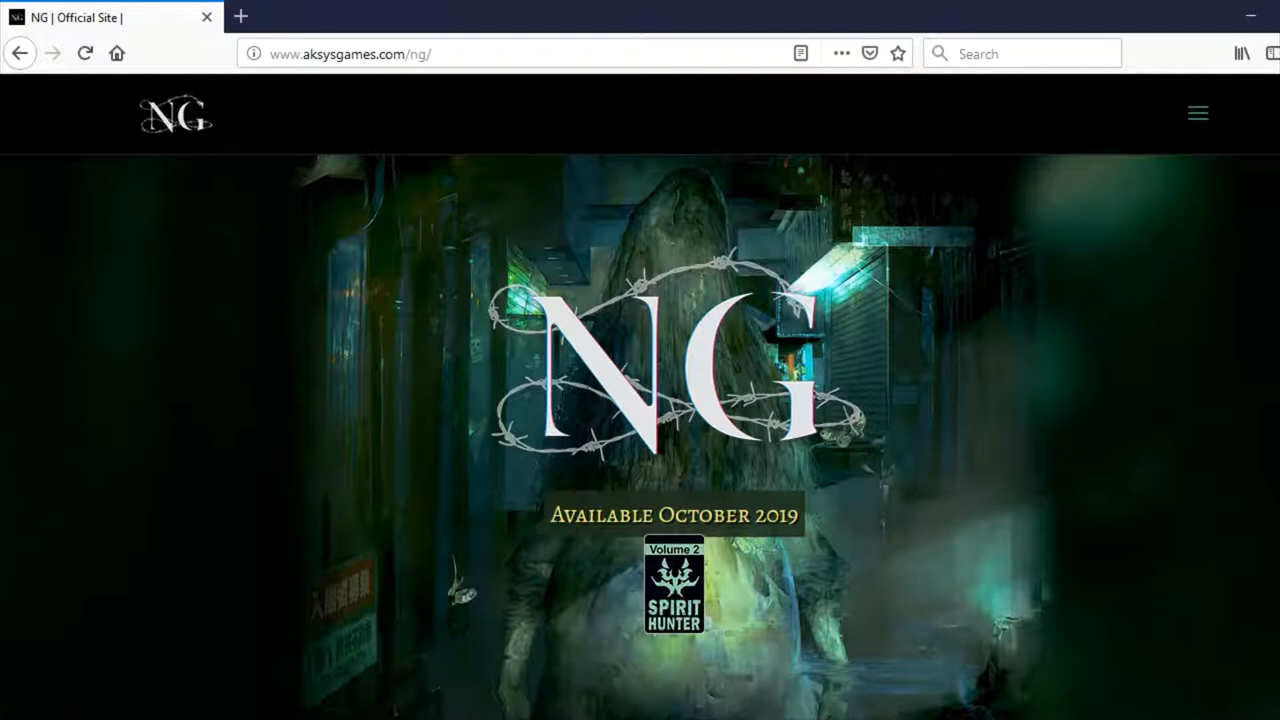 NG | Official Site |
www.aksysgames.com/ng/
Search
NG
NG
Available October 2019
Volume 2
SPIRIT
HUNTER